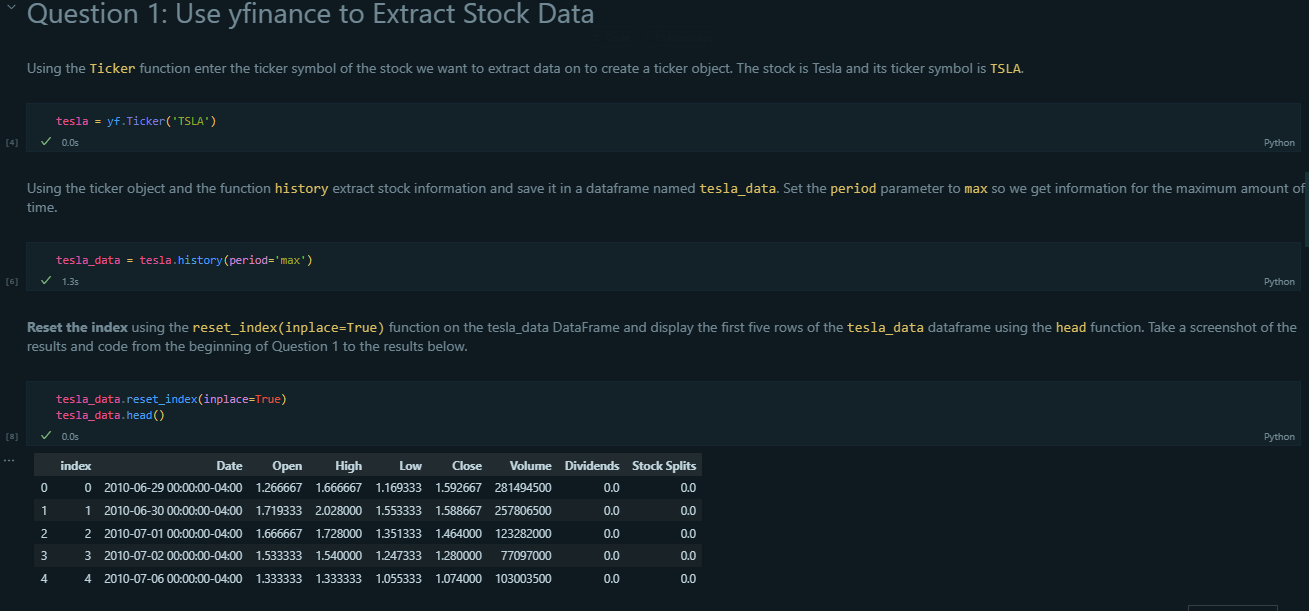 Question 1: Use yfinance to Extract Stock Data
Using the Ticker function enter the ticker symbol of the stock we want to extract data on to create a ticker object. The stock is Tesla and its ticker symbol is TSLA.
tesla = yf.Ticker('TSLA')
[4] 0.0s Python
Using the ticker object and the function history extract stock information and save it in a dataframe named tesla_data. Set the period parameter to max so we get information for the maximum amount of
time.
tesla_data = tesla.history(period='max')
[6] 1.3s Python
Reset the index using the reset_index(inplace=True) function on the tesla_data DataFrame and display the first five rows of the tesla_data dataframe using the head function. Take a screenshot of the
results and code from the beginning of Question 1 to the results below.
tesla_data.reset_index(inplace=True)
tesla_data.head()
[8] 0.0s Python
...
index Date Open High Low Close Volume Dividends Stock Splits
0 0 2010-06-29 00:00:00-04:00 1.266667 1.666667 1.169333 1.592667 281494500 0.0 0.0
1 1 2010-06-30 00:00:00-04:00 1.719333 2.028000 1.553333 1.588667 257806500 0.0 0.0
2 2 2010-07-01 00:00:00-04:00 1.666667 1.728000 1.351333 1.464000 123282000 0.0 0.0
3 3 2010-07-02 00:00:00-04:00 1.533333 1.540000 1.247333 1.280000 77097000 0.0 0.0
4 4 2010-07-06 00:00:00-04:00 1.333333 1.333333 1.055333 1.074000 103003500 0.0 0.0